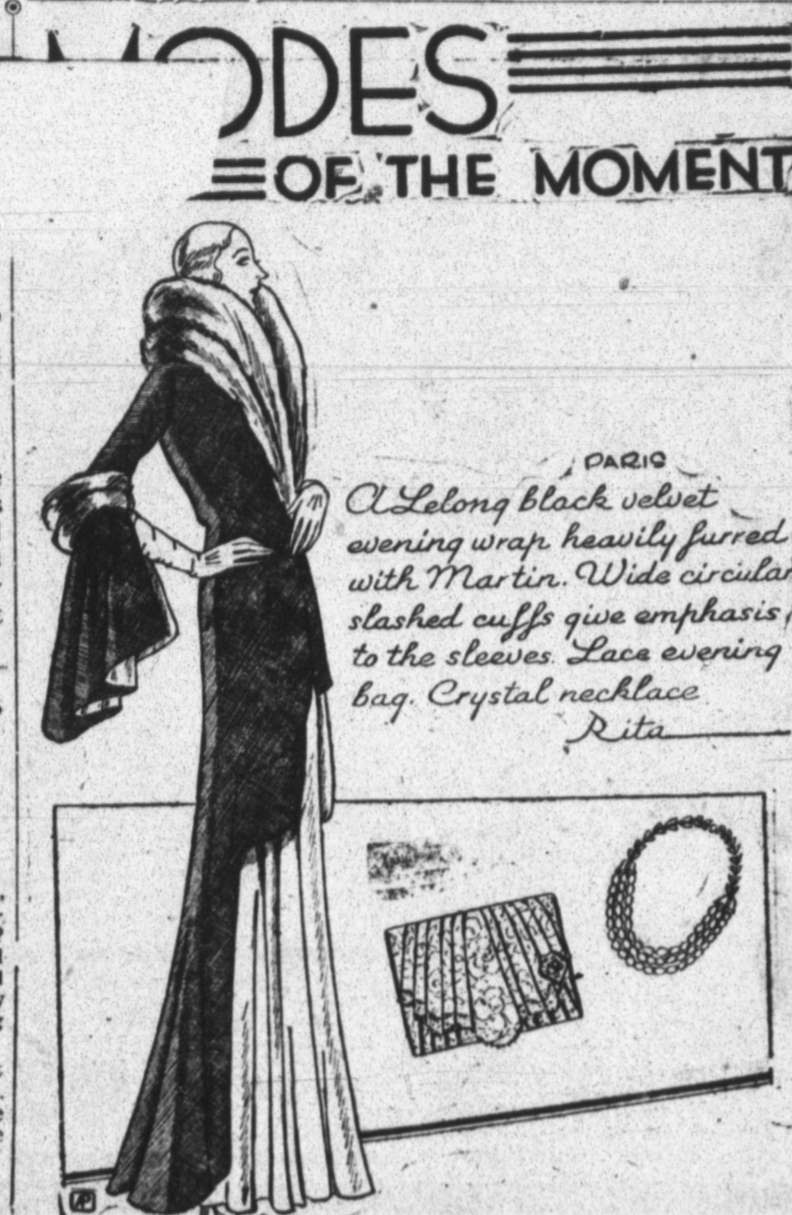 MODES
OF THE MOMENT
PARIS
A Lelong black velvet
evening wrap heavily furred
with Martin. Wide circular
slashed cuffs give emphasis
to the sleeves. Lace evening
bag. Crystal necklace
Rita
AP